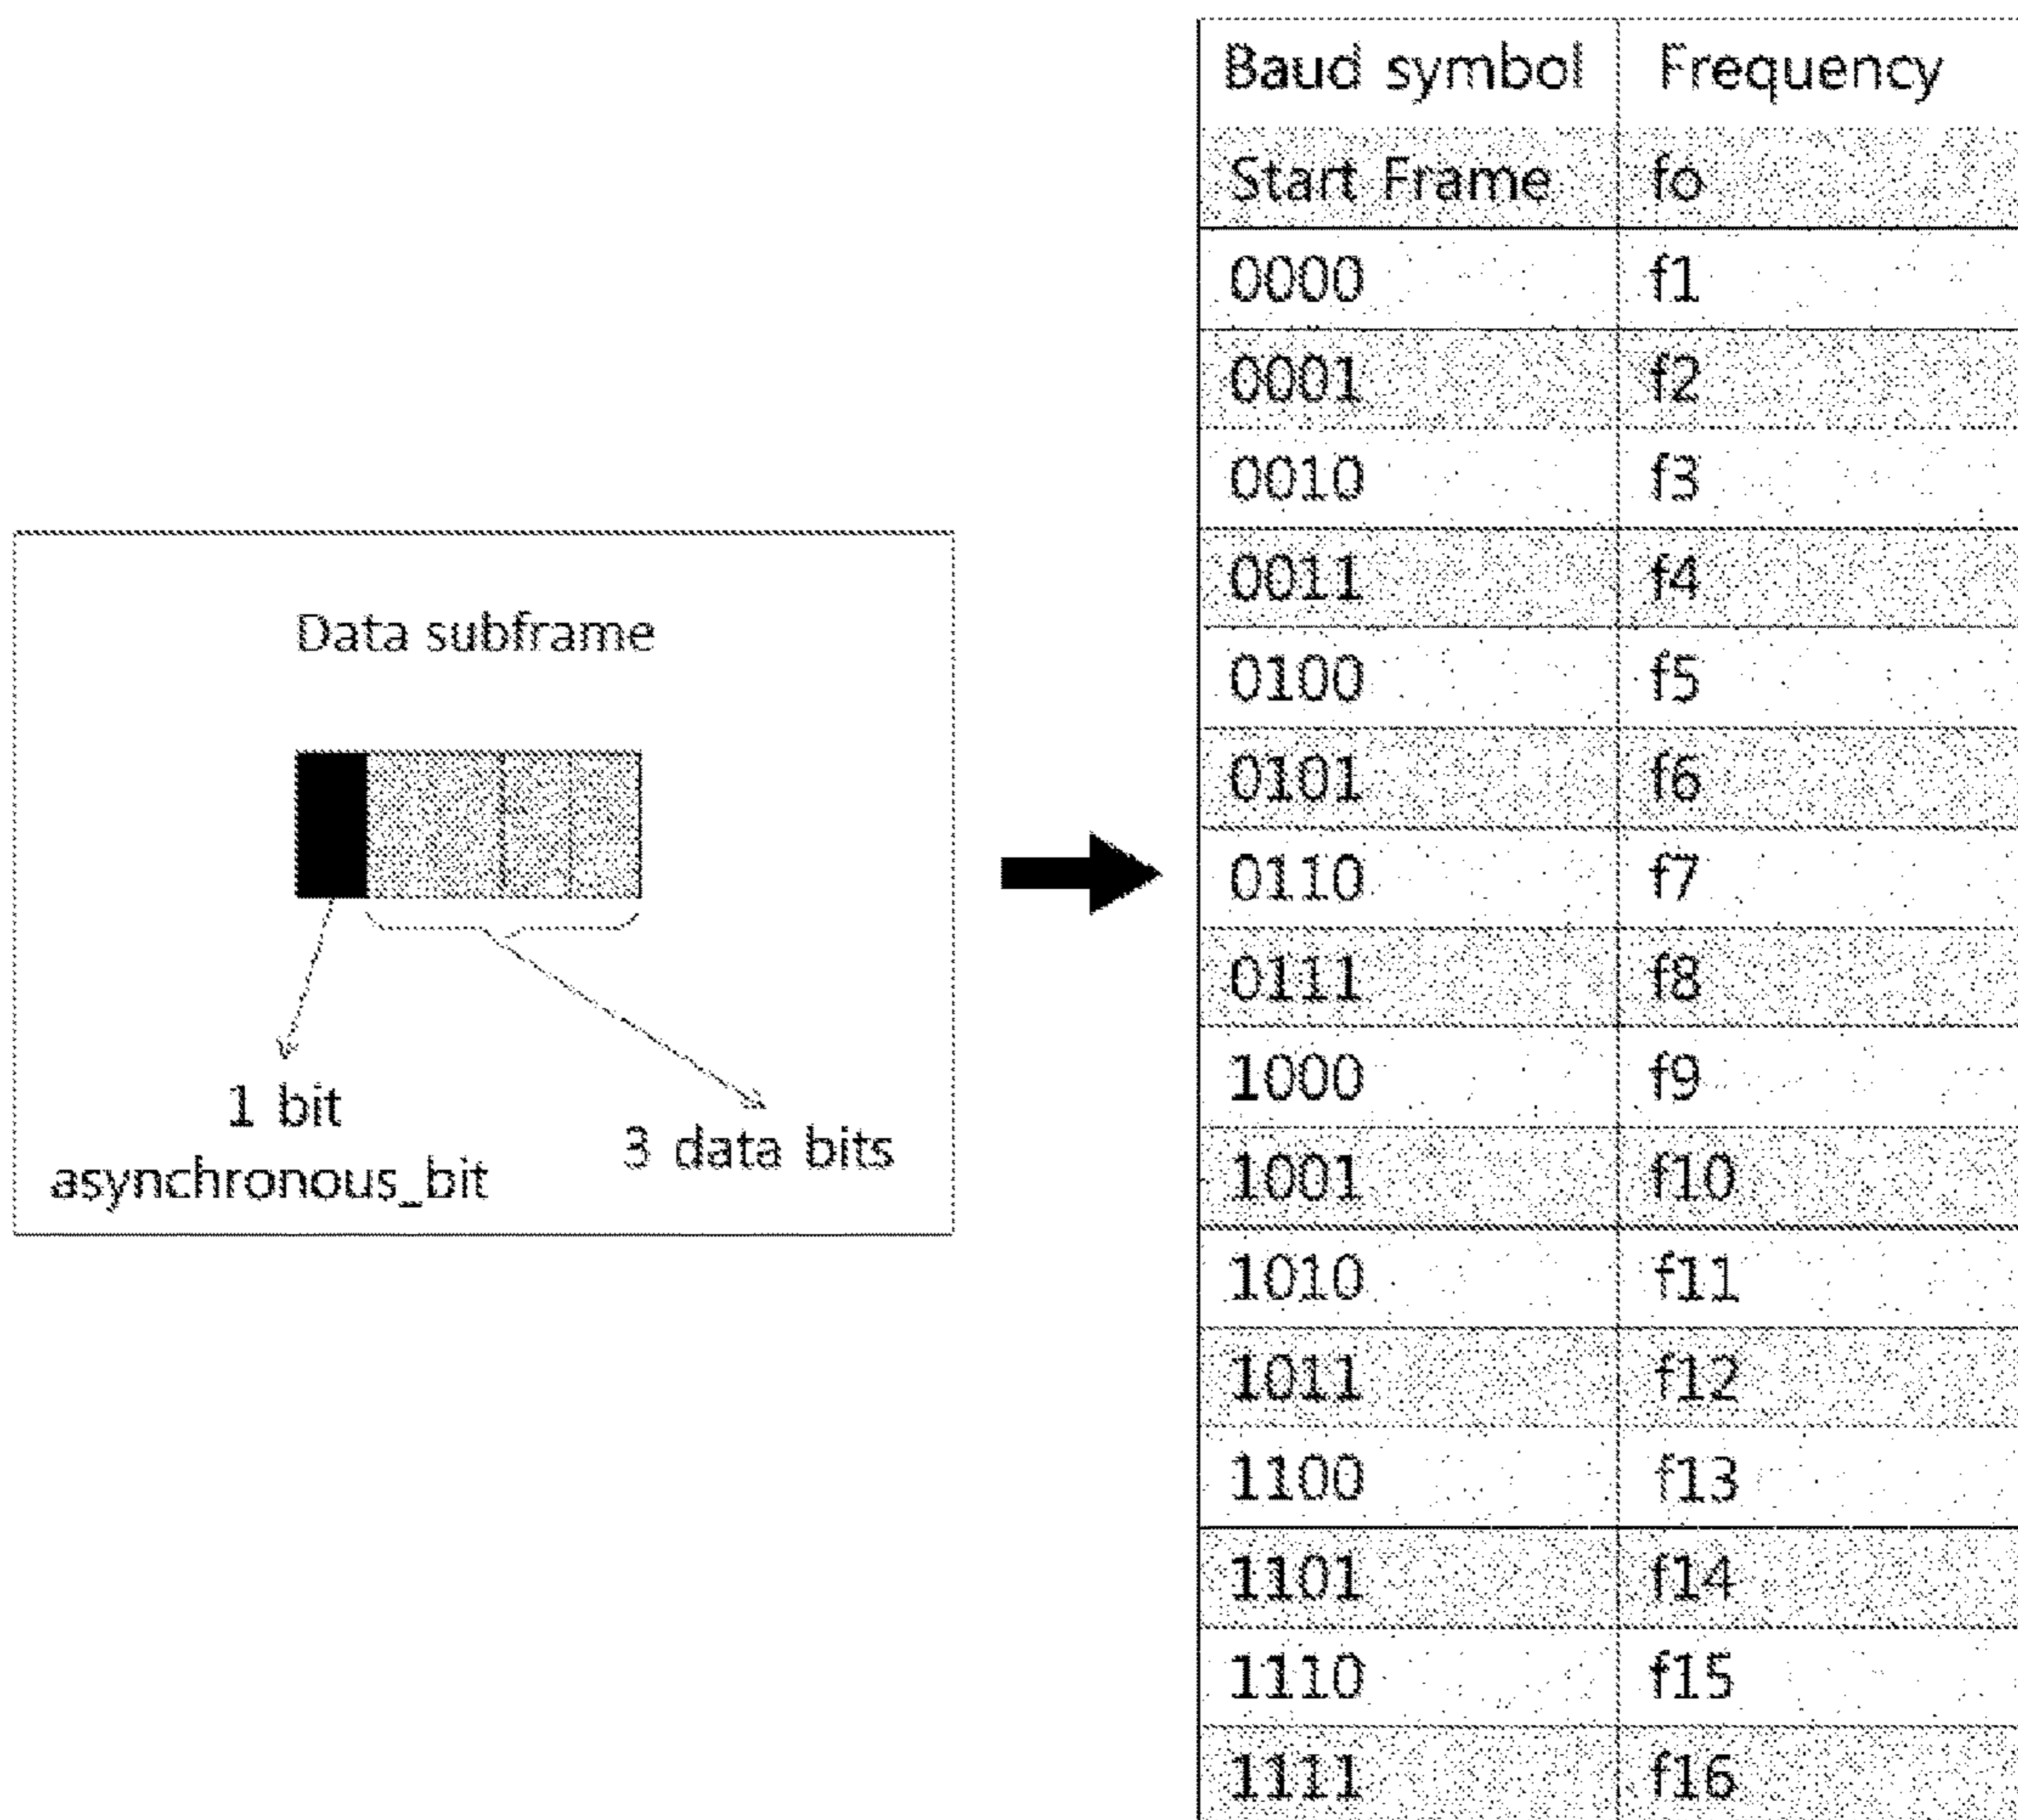 Data subframe
1 bit
asynchronous_bit
3 data bits
Baud symbol Frequency
Start Frame fo
0000 f1
0001 f2
0010 f3
0011 f4
0100 f5
0101 f6
0110 f7
0111 f8
1000 f9
1001 f10
1010 f11
1011 f12
1100 f13
1101 f14
1110 f15
1111 f16